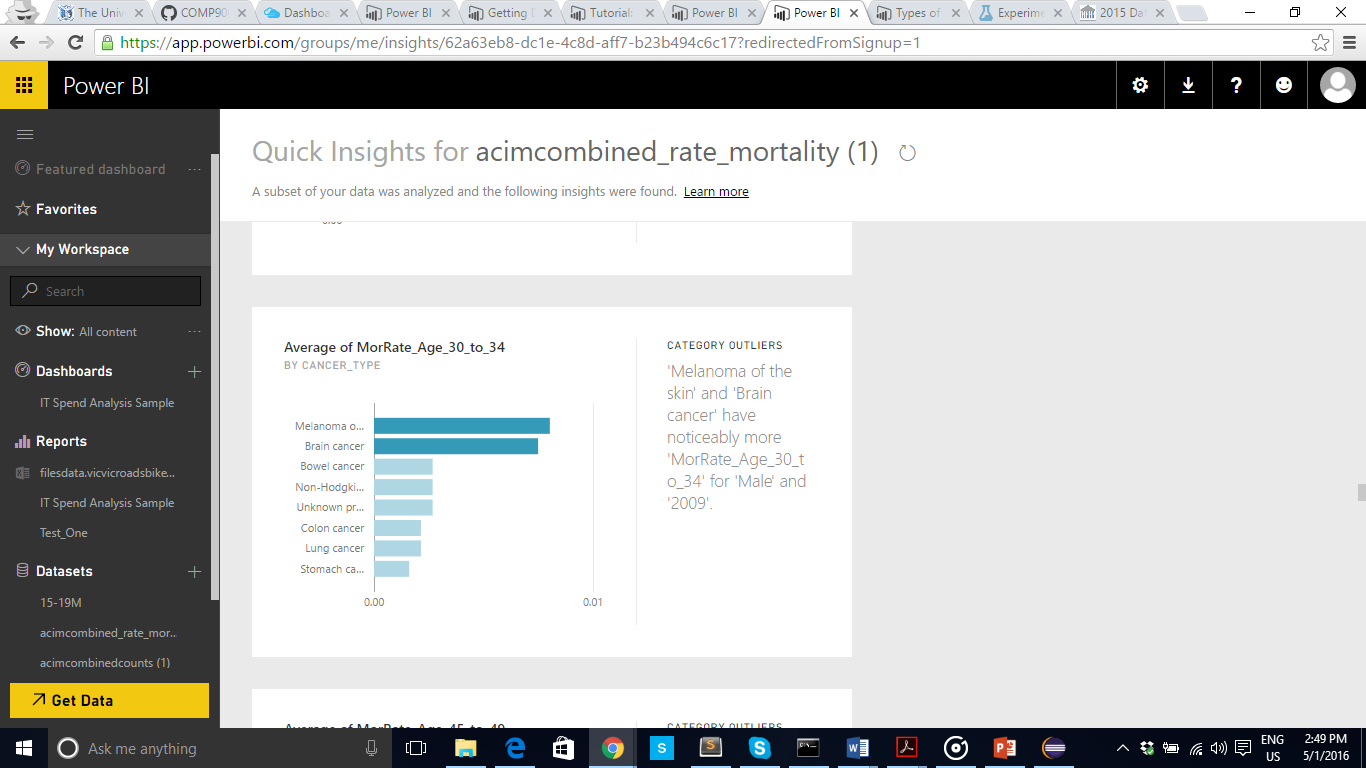 The Unive
COMP90
Dashboa
Power BI
Getting D
Tutorials
Power BI
Power BI
Types of
Experime
2015 Dat
https://app.powerbi.com/groups/me/insights/62a63eb8-dc1e-4c8d-aff7-b23b494c6c17?redirectedFromSignup=1
Power BI
?
Featured dashboard ...
Favorites
My Workspace
Search
Show: All content ...
Dashboards +
IT Spend Analysis Sample
Reports
filesdata.vicvicroadsbike...
IT Spend Analysis Sample
Test_One
Datasets +
15-19M
acimcombined_rate_mor...
acimcombinedcounts (1)
Get Data
Quick Insights for acimcombined_rate_mortality (1)
A subset of your data was analyzed and the following insights were found. Learn more
Average of MorRate_Age_30_to_34
BY CANCER_TYPE
Melanoma o...
Brain cancer
Bowel cancer
Non-Hodgki...
Unknown pr...
Colon cancer
Lung cancer
Stomach ca...
0.00 0.01
CATEGORY OUTLIERS
'Melanoma of the
skin' and 'Brain
cancer' have
noticeably more
'MorRate_Age_30_t
o_34' for 'Male' and
'2009'.
Average of MorRate_Age_45_to_49
CATEGORY OUTLIERS
Ask me anything
ENG
US
2:49 PM
5/1/2016